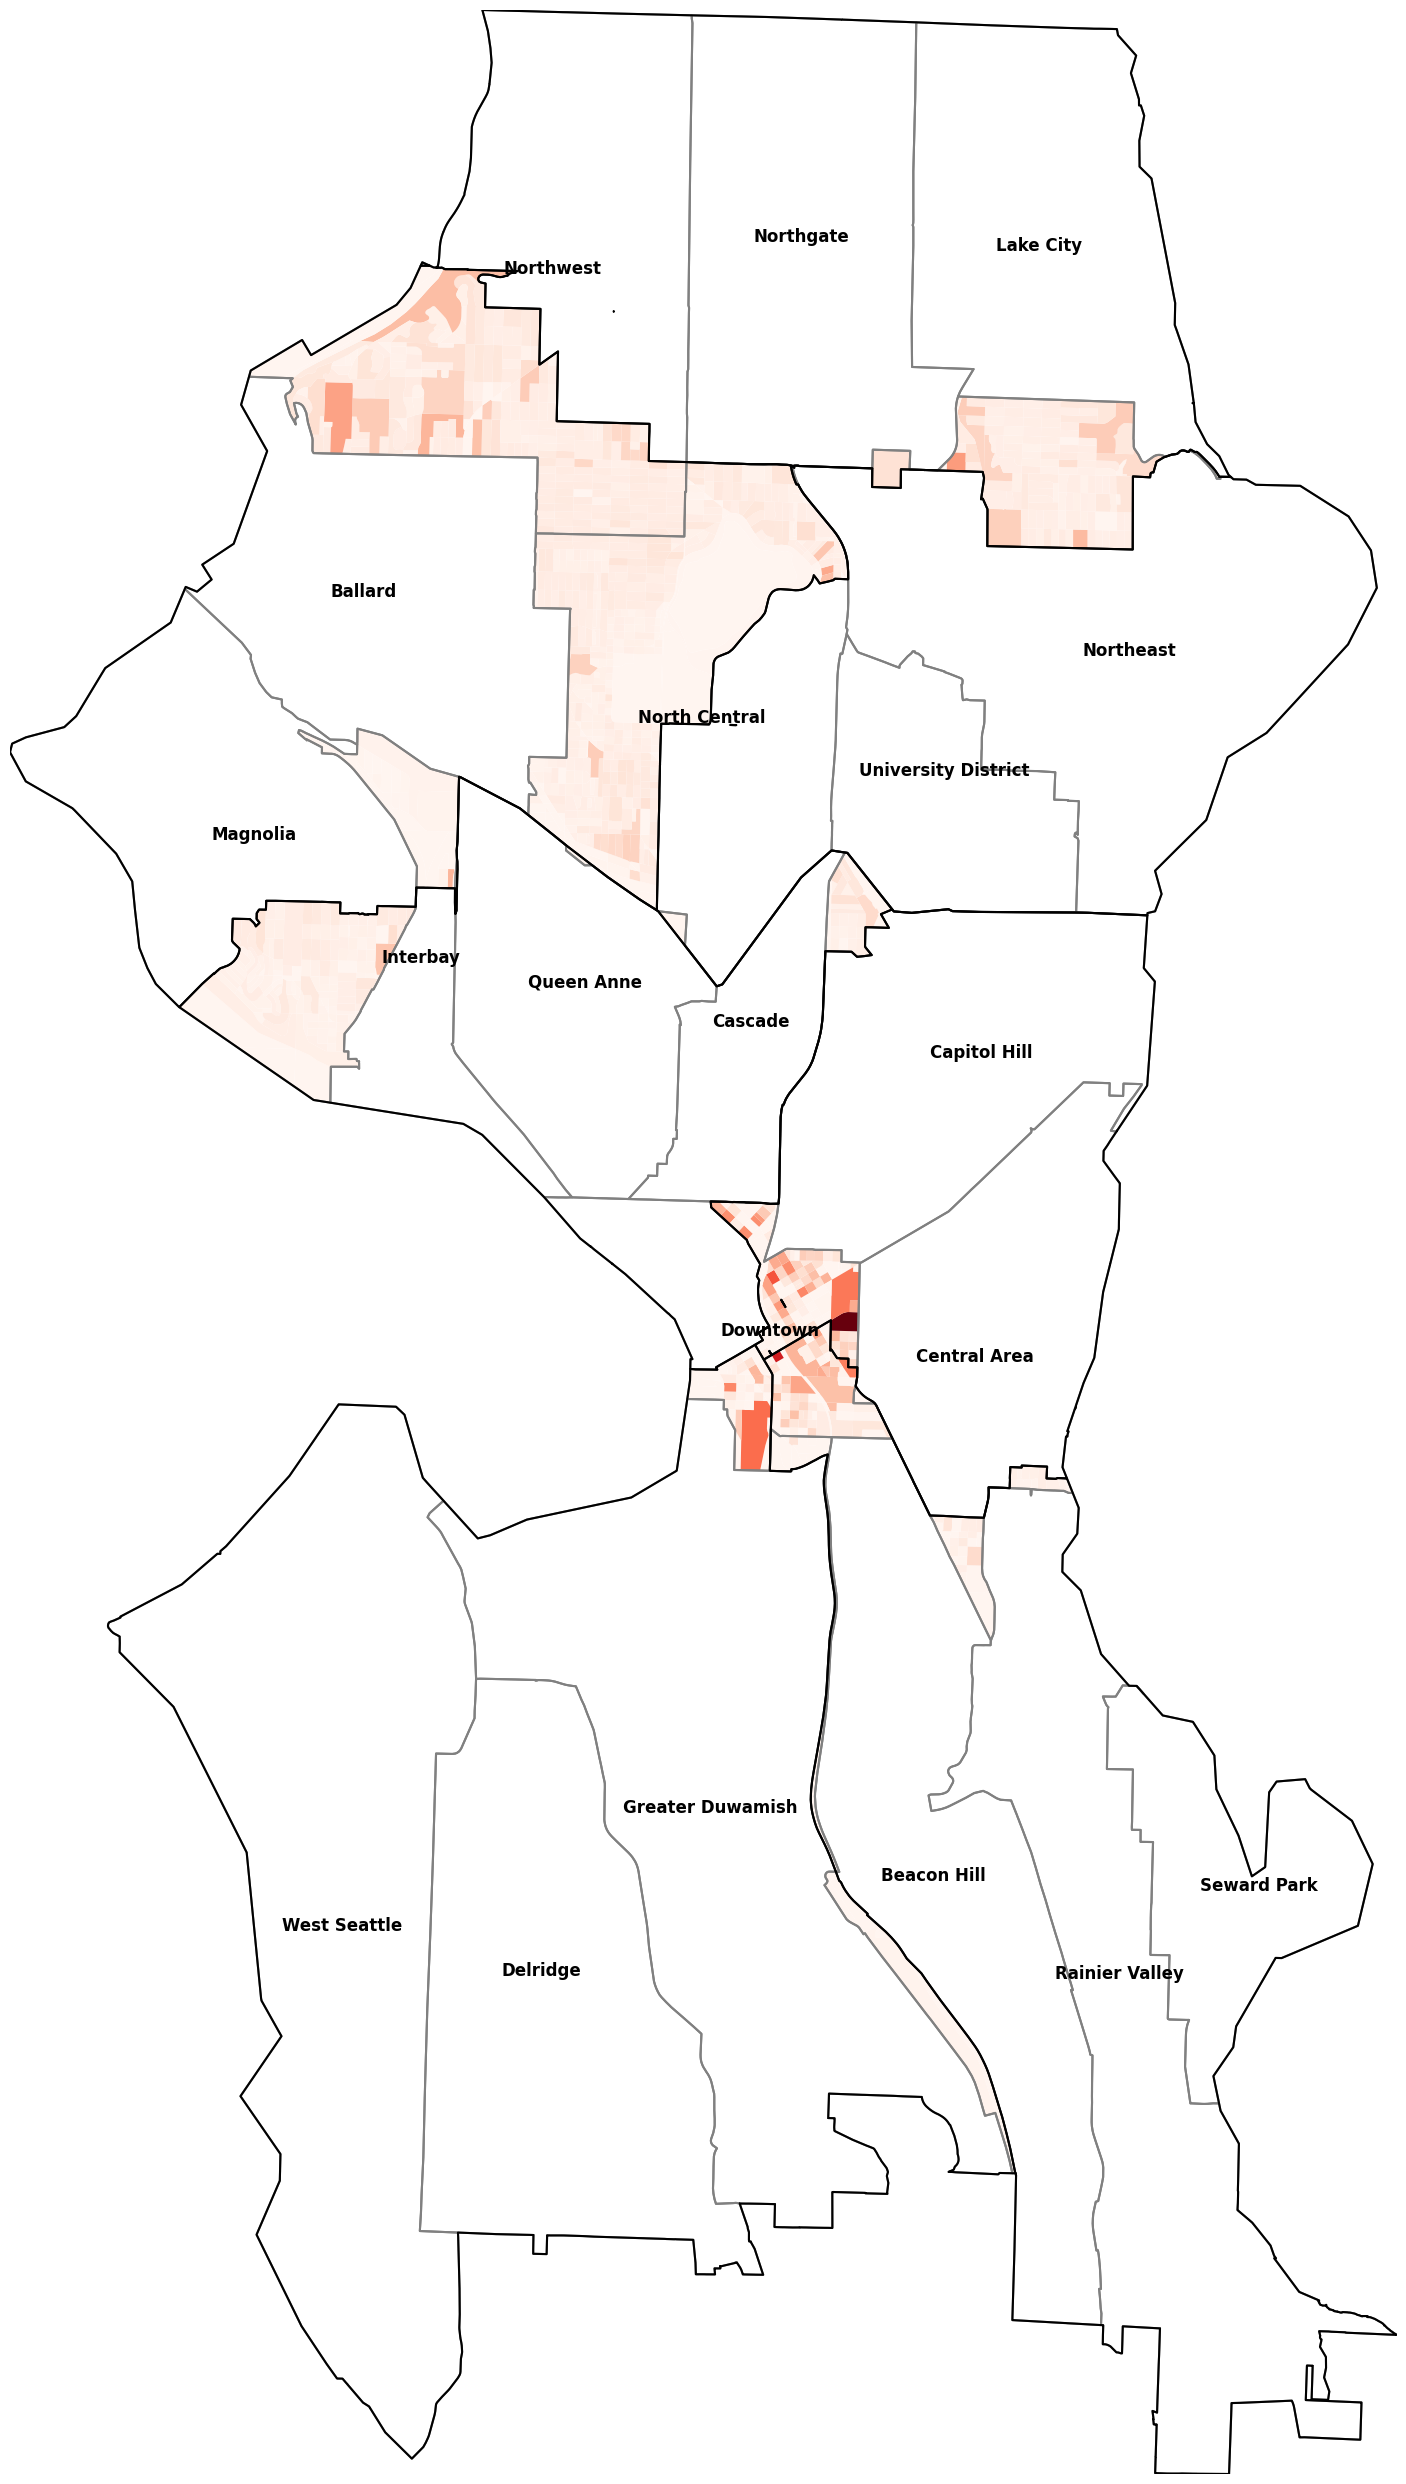 Northgate
Lake City
Northwest
Ballard
Northeast
North Central
University District
Magnolia
Interbay
Queen Anne
Cascade
Capitol Hill
Downtown
Central Area
Greater Duwamish
Beacon Hill
Seward Park
West Seattle
Delridge
Rainier Valley